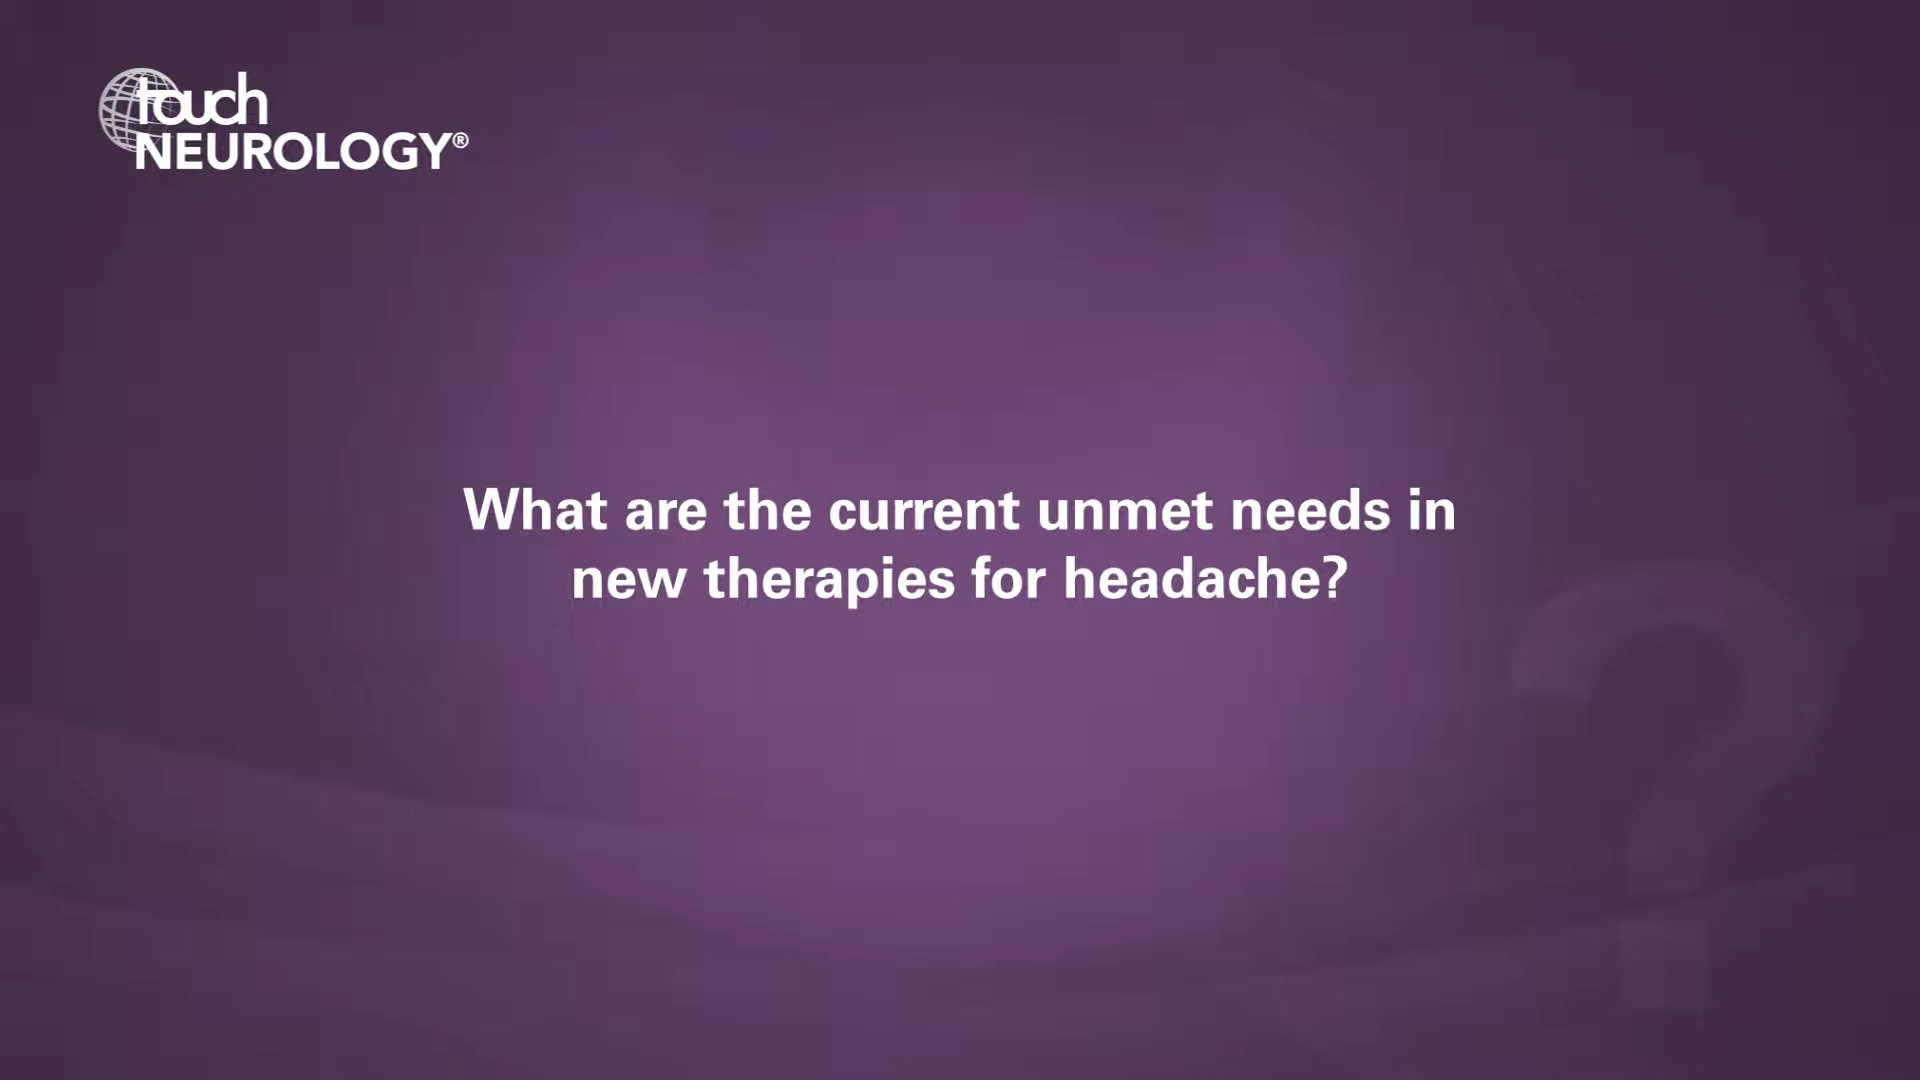 touch
NEUROLOGY®
What are the current unmet needs in
new therapies for headache?